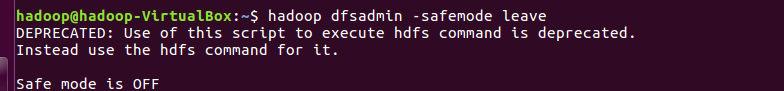 hadoop@hadoop-VirtualBox:~$ hadoop dfsadmin -safemode leave
DEPRECATED: Use of this script to execute hdfs command is deprecated.
Instead use the hdfs command for it.
Safe mode is OFF